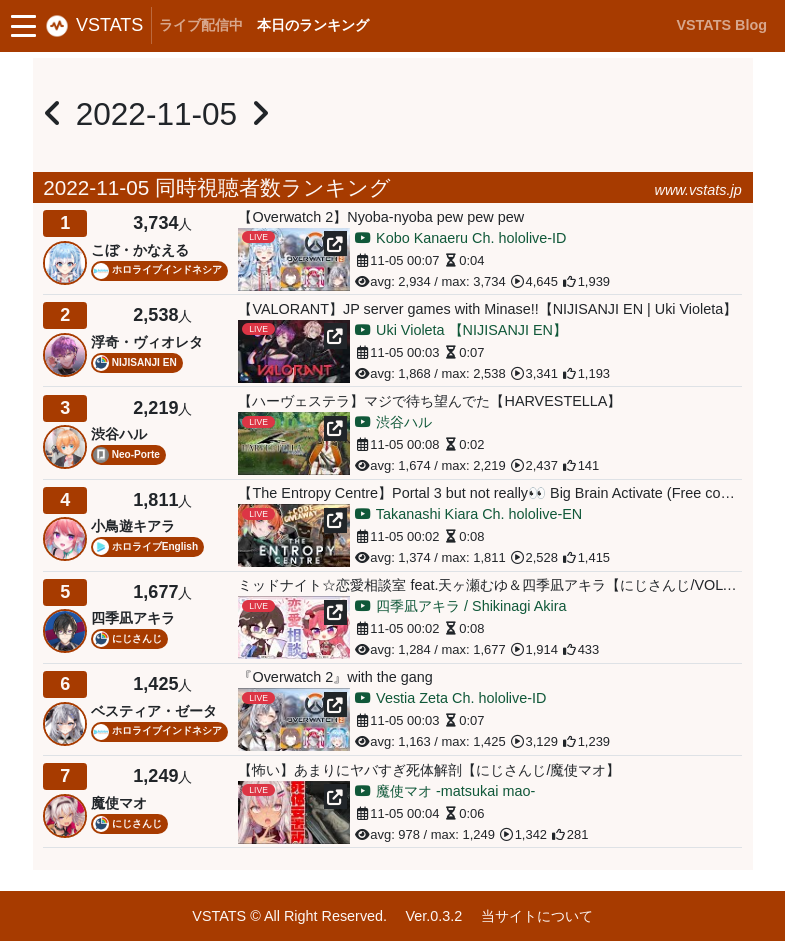 VSTATS ライブ配信中 本日のランキング VSTATS Blog
2022-11-05
2022-11-05 同時視聴者数ランキング www.vstats.jp
1 3,734人
こぼ・かなえる
ホロライブインドネシア
【Overwatch 2】Nyoba-nyoba pew pew pew
LIVE
OVERWATCH 2
Kobo Kanaeru Ch. hololive-ID
11-05 00:07 0:04
avg: 2,934 / max: 3,734 4,645 1,939
2 2,538人
浮奇・ヴィオレタ
NIJISANJI EN
【VALORANT】JP server games with Minase!!【NIJISANJI EN | Uki Violeta】
LIVE
VALORANT
Uki Violeta 【NIJISANJI EN】
11-05 00:03 0:07
avg: 1,868 / max: 2,538 3,341 1,193
3 2,219人
渋谷ハル
Neo-Porte
【ハーヴェステラ】マジで待ち望んでた【HARVESTELLA】
LIVE
HARVESTELLA
渋谷ハル
11-05 00:08 0:02
avg: 1,674 / max: 2,219 2,437 141
4 1,811人
小鳥遊キアラ
ホロライブEnglish
【The Entropy Centre】Portal 3 but not really👀 Big Brain Activate (Free co…
LIVE
CODE GIVEAWAY
THE ENTROPY CENTRE
Takanashi Kiara Ch. hololive-EN
11-05 00:02 0:08
avg: 1,374 / max: 1,811 2,528 1,415
5 1,677人
四季凪アキラ
にじさんじ
ミッドナイト☆恋愛相談室 feat.天ヶ瀬むゆ＆四季凪アキラ【にじさんじ/VOL…
LIVE
恋愛相談
四季凪アキラ / Shikinagi Akira
11-05 00:02 0:08
avg: 1,284 / max: 1,677 1,914 433
6 1,425人
ベスティア・ゼータ
ホロライブインドネシア
『Overwatch 2』with the gang
LIVE
OVERWATCH 2
Vestia Zeta Ch. hololive-ID
11-05 00:03 0:07
avg: 1,163 / max: 1,425 3,129 1,239
7 1,249人
魔使マオ
にじさんじ
【怖い】あまりにヤバすぎ死体解剖【にじさんじ/魔使マオ】
LIVE
魔使マオ -matsukai mao-
11-05 00:04 0:06
avg: 978 / max: 1,249 1,342 281
VSTATS © All Right Reserved. Ver.0.3.2 当サイトについて